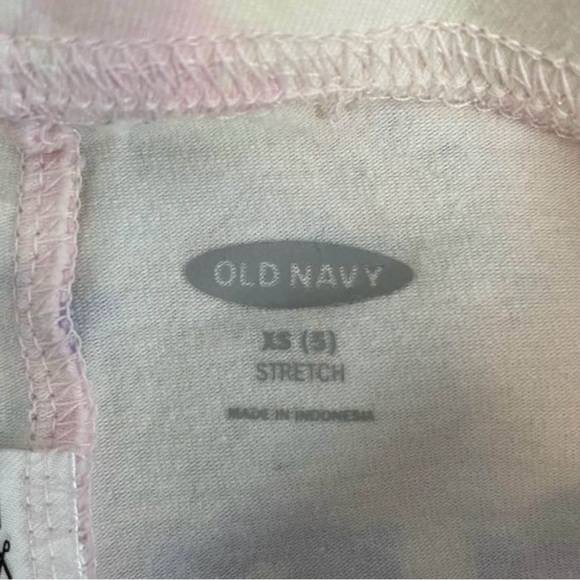 OLD NAVY
XS (5)
STRETCH
MADE IN INDONESIA